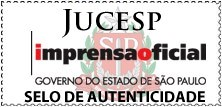 JUCESP
imprensaoficial
GOVERNO DO ESTADO DE SÃO PAULO
SELO DE AUTENTICIDADE